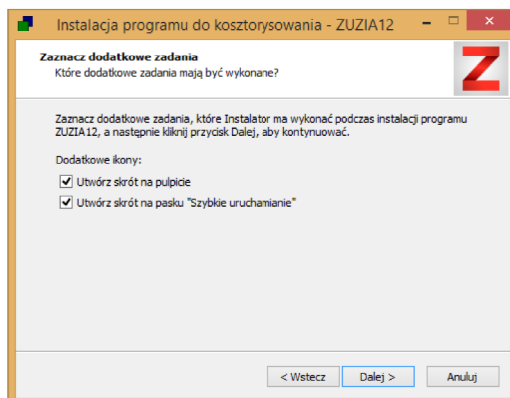 Instalacja programu do kosztorysowania - ZUZIA12
Zaznacz dodatkowe zadania
Które dodatkowe zadania mają być wykonane?
Z
Zaznacz dodatkowe zadania, które Instalator ma wykonać podczas instalacji programu
ZUZIA12, a następnie kliknij przycisk Dalej, aby kontynuować.
Dodatkowe ikony:
Utwórz skrót na pulpicie
Utwórz skrót na pasku "Szybkie uruchamianie"
< Wstecz
Dalej >
Anuluj